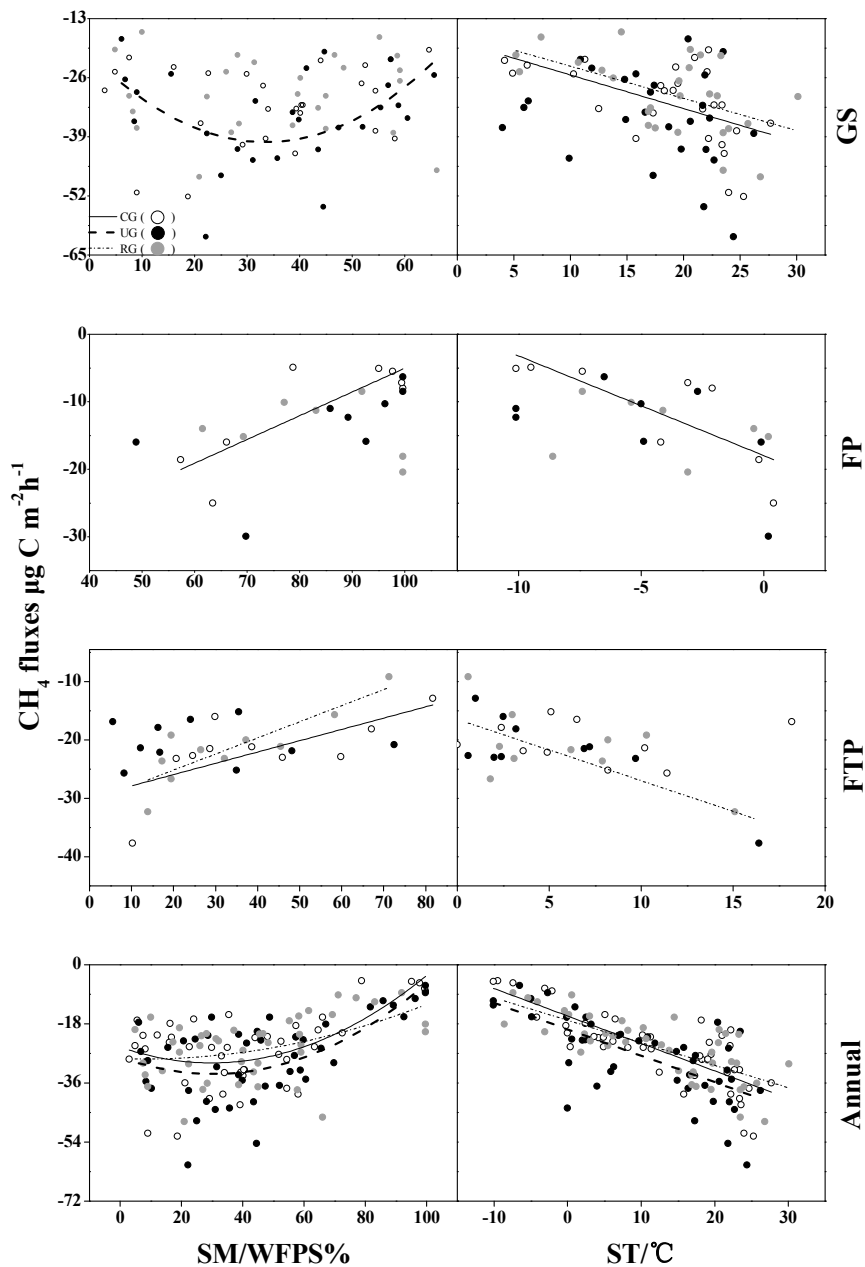 -13
-26
-39
-52
-65
CG ( )
UG ( )
RG ( )
0 10 20 30 40 50 60
0 5 10 15 20 25 30
GS
0
-10
-20
-30
40 50 60 70 80 90 100
-10 -5 0
FP
CH4 fluxes μg C m-2h-1
-10
-20
-30
-40
0 10 20 30 40 50 60 70 80
0 5 10 15 20
FTP
0
-18
-36
-54
-72
0 20 40 60 80 100
-10 0 10 20 30
Annual
SM/WFPS%
ST/℃